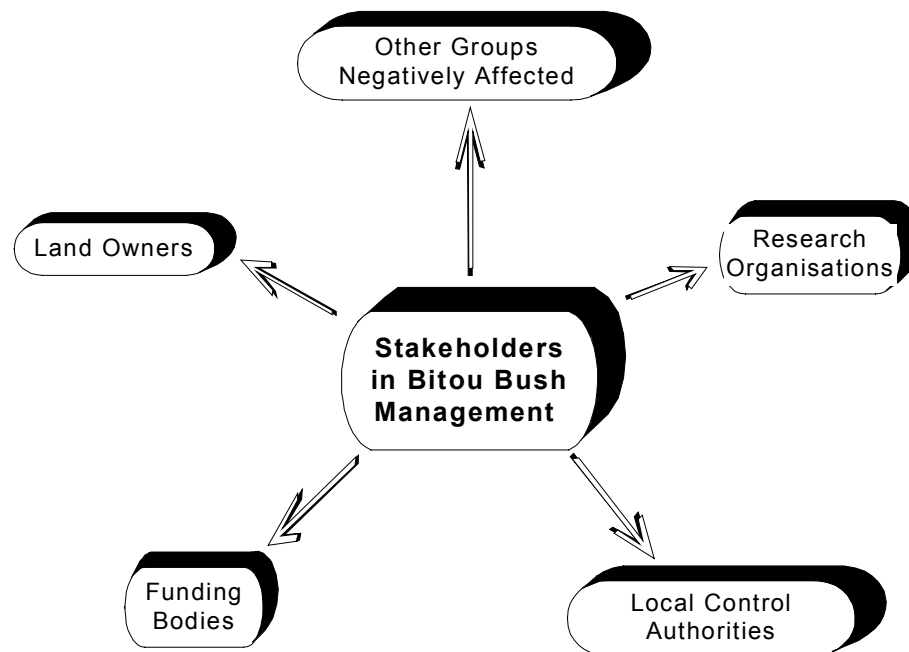 Other Groups
Negatively Affected
Land Owners
Research
Organisations
Stakeholders
in Bitou Bush
Management
Funding
Bodies
Local Control
Authorities